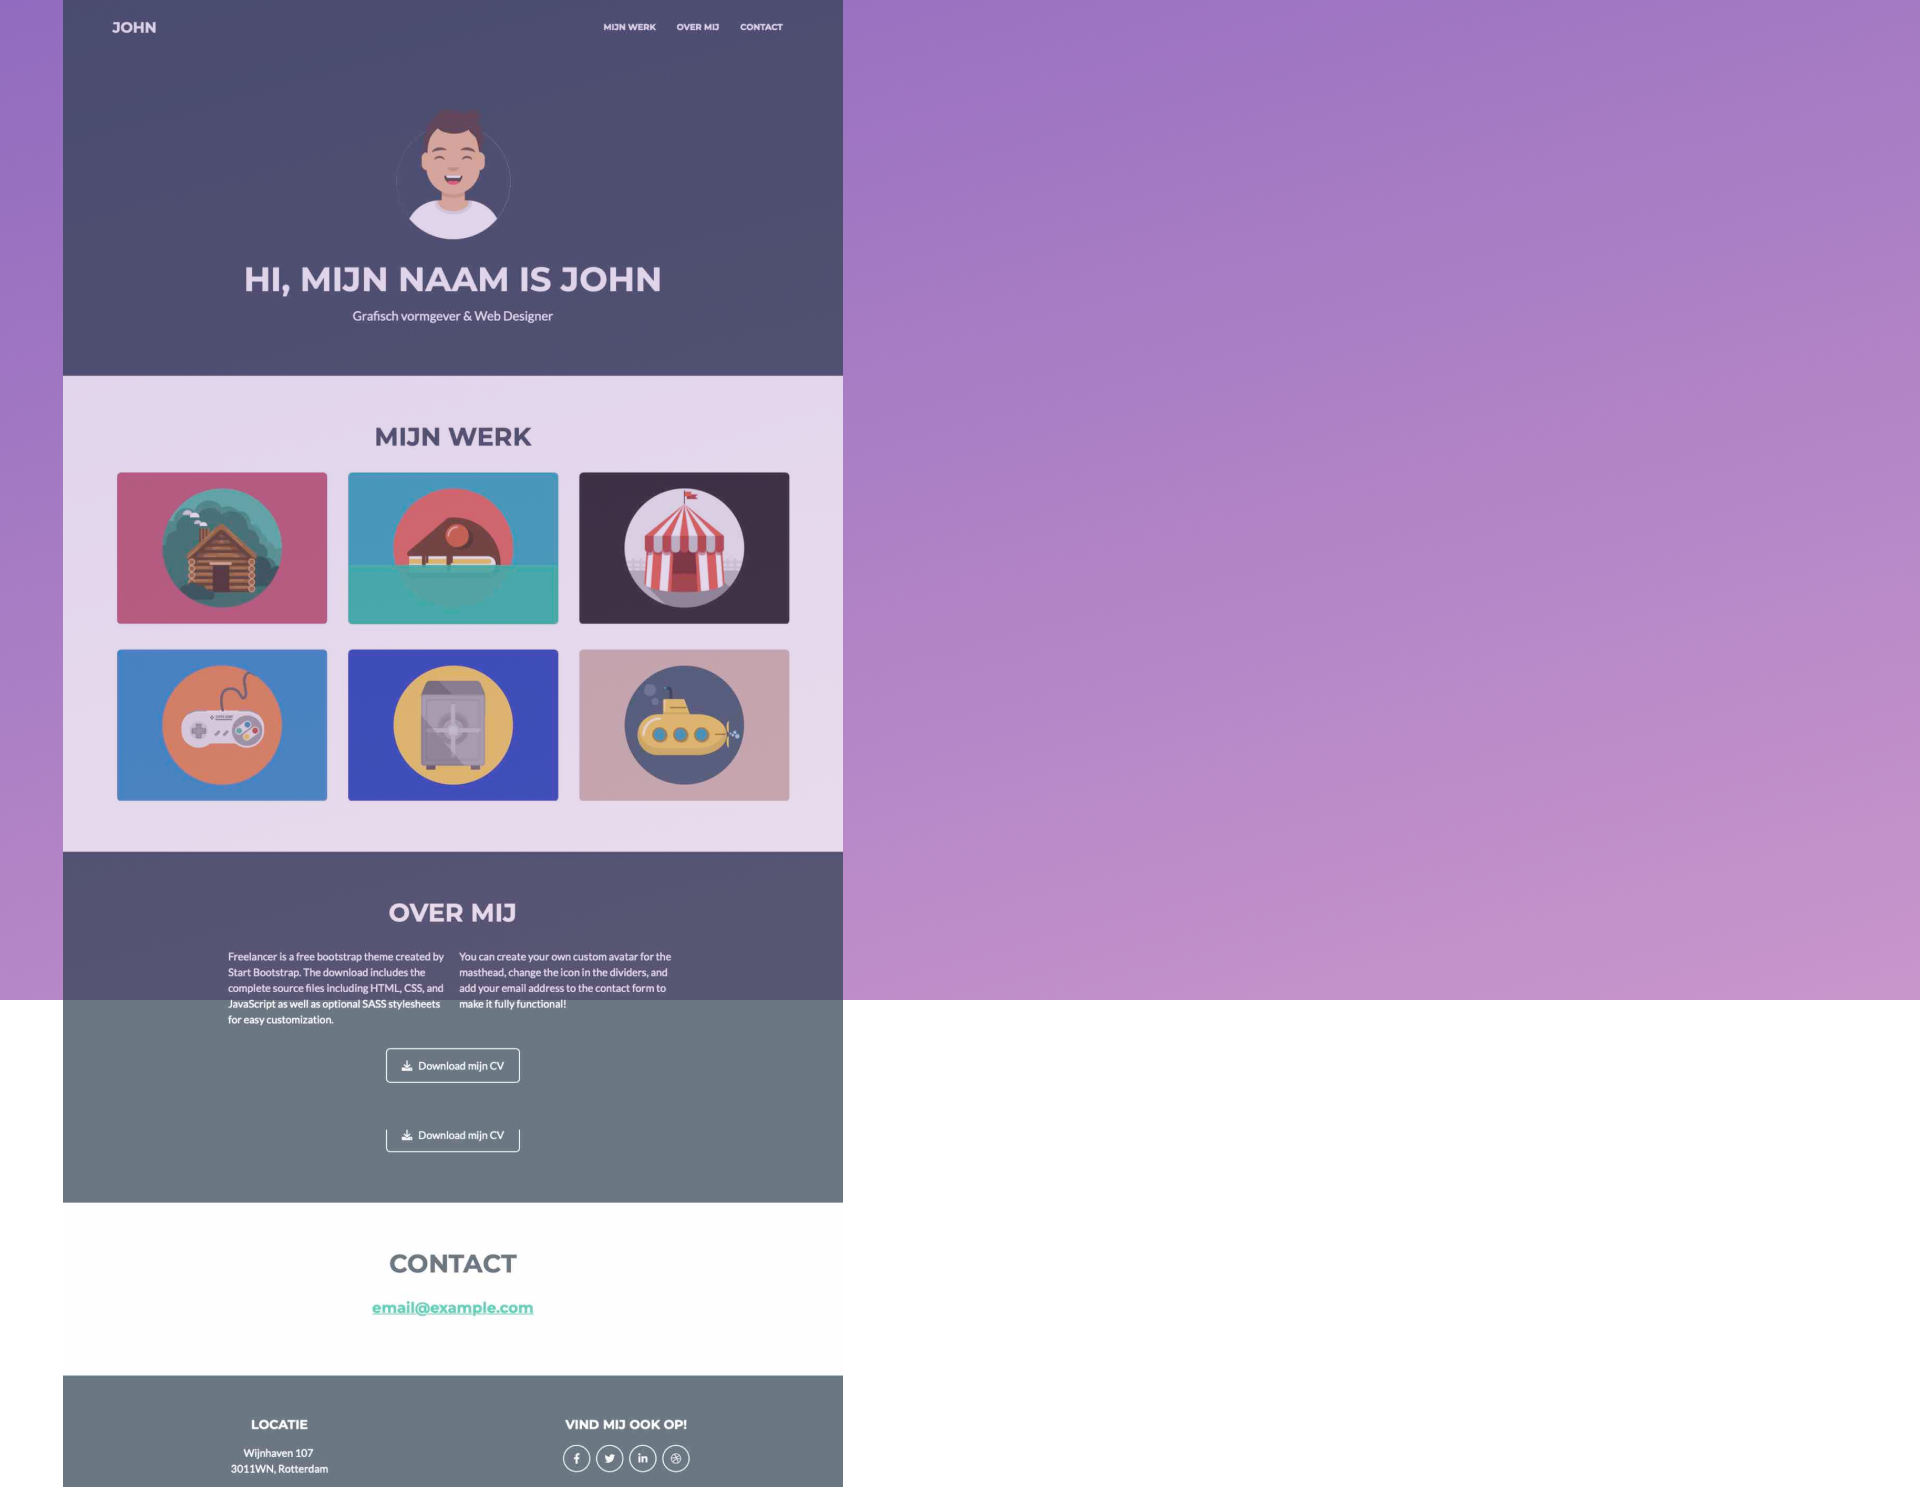 JOHN
MIJN WERK
OVER MIJ
CONTACT
HI, MIJN NAAM IS JOHN
Grafisch vormgever & Web Designer
MIJN WERK
OVER MIJ
Freelancer is a free bootstrap theme created by
Start Bootstrap. The download includes the
complete source files including HTML, CSS, and
JavaScript as well as optional SASS stylesheets
for easy customization.
You can create your own custom avatar for the
masthead, change the icon in the dividers, and
add your email address to the contact form to
make it fully functional!
Download mijn CV
Download mijn CV
CONTACT
email@example.com
LOCATIE
Wijnhaven 107
3011WN, Rotterdam
VIND MIJ OOK OP!